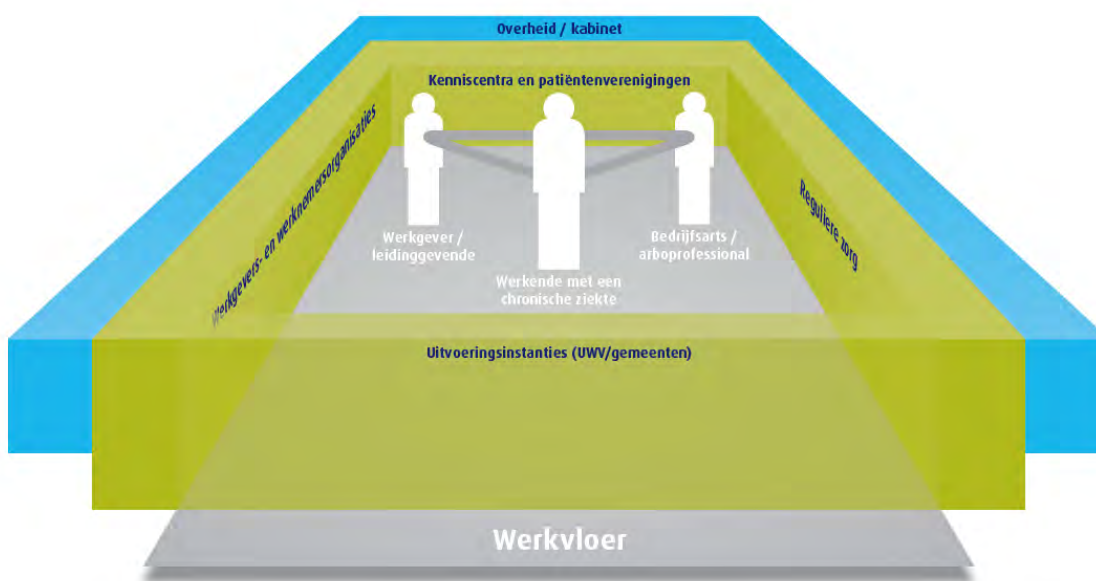 Overheid / kabinet
Kenniscentra en patiëntenverenigingen
Werkgevers- en werknemersorganisaties
Reguliere zorg
Werkgever /
leidinggevende
Bedrijfsarts /
arboprofessional
Werkende met een
chronische ziekte
Uitvoeringsinstanties (UWV/gemeenten)
Werkvloer